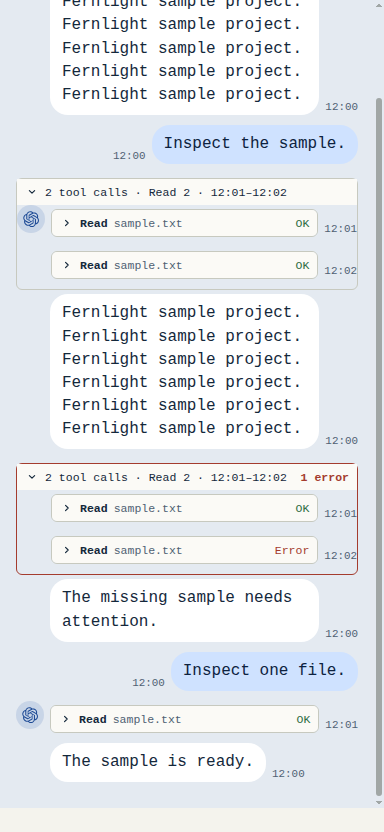 Fernlight sample project.
Fernlight sample project.
Fernlight sample project.
Fernlight sample project.
Fernlight sample project.
12:00
Inspect the sample.
12:00
2 tool calls · Read 2 · 12:01–12:02
Read sample.txt OK
12:01
Read sample.txt OK
12:02
Fernlight sample project.
Fernlight sample project.
Fernlight sample project.
Fernlight sample project.
Fernlight sample project.
Fernlight sample project.
12:00
2 tool calls · Read 2 · 12:01–12:02 1 error
Read sample.txt OK
12:01
Read sample.txt Error
12:02
The missing sample needs
attention.
12:00
Inspect one file.
12:00
Read sample.txt OK
12:01
The sample is ready.
12:00